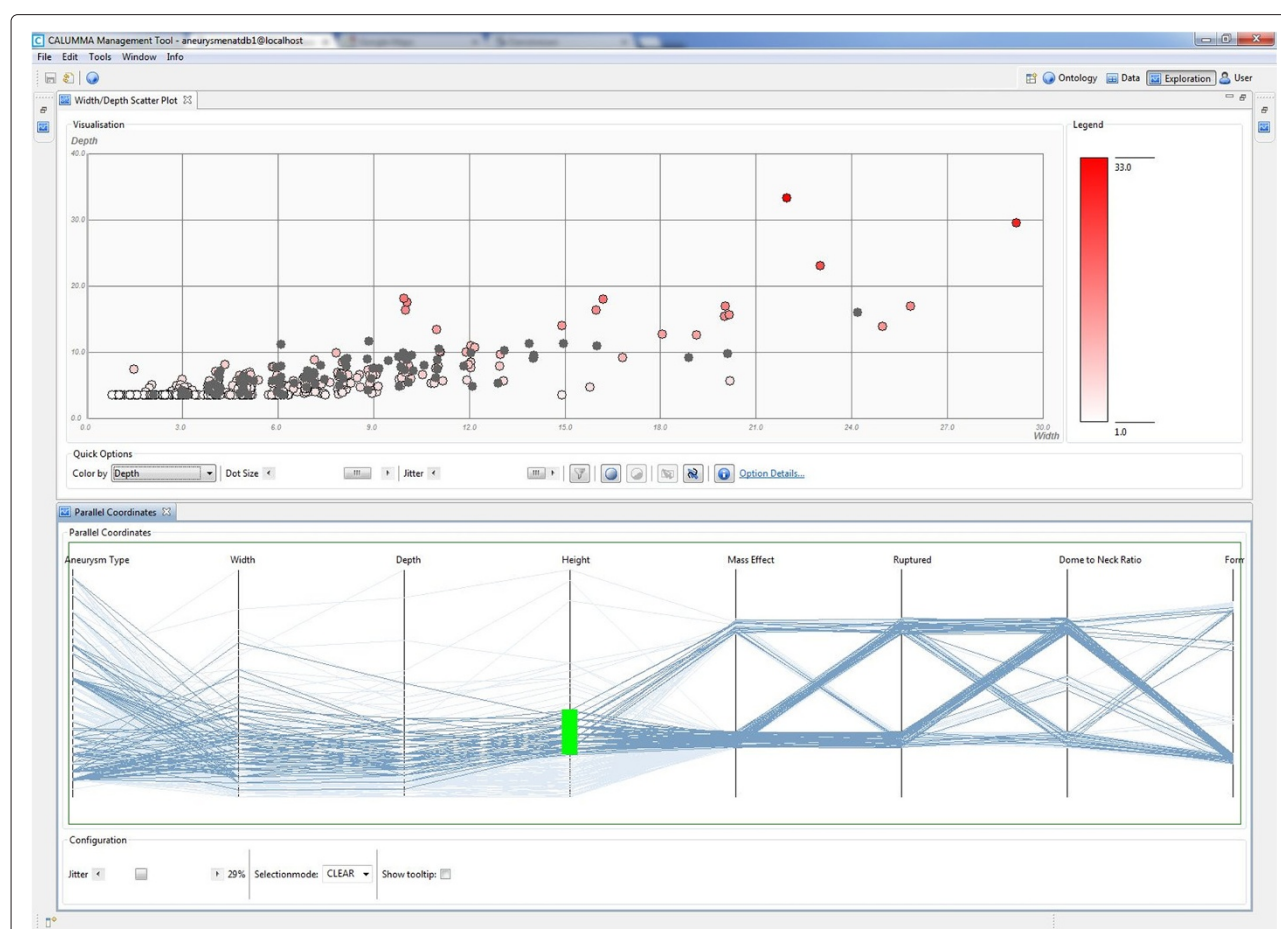 CALUMMA Management Tool - aneurysmenatdb1@localhost
File Edit Tools Window Info
Ontology Data Exploration User
Width/Depth Scatter Plot
Visualisation
Legend
Depth
40.0
30.0
20.0
10.0
0.0
0.0 3.0 6.0 9.0 12.0 15.0 18.0 21.0 24.0 27.0 30.0
Width
33.0
1.0
Quick Options
Color by Depth Dot Size Jitter Option Details...
Parallel Coordinates
Parallel Coordinates
Aneurysm Type Width Depth Height Mass Effect Ruptured Dome to Neck Ratio Form
Configuration
Jitter 29% Selectionmode: CLEAR Show tooltip: